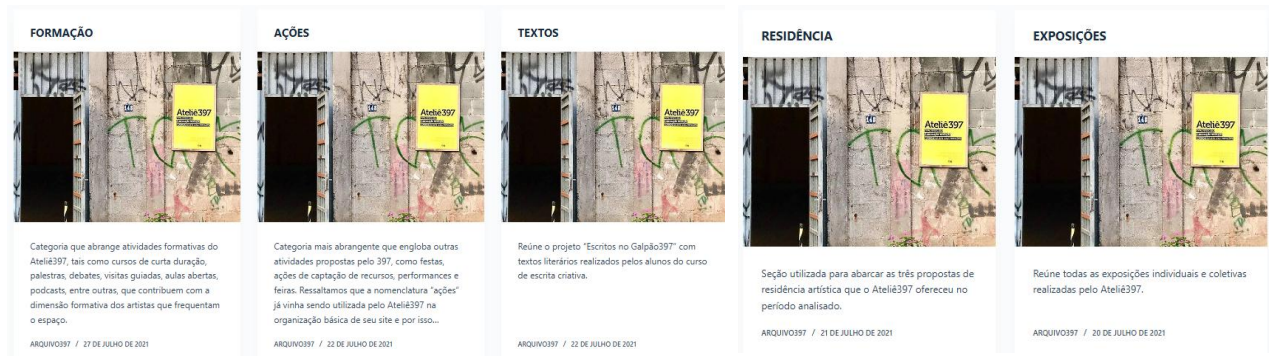 FORMAÇÃO
146
Ateliê397
Categoria que abrange atividades formativas do
Ateliê397, tais como cursos de curta duração,
palestras, debates, visitas guiadas, aulas abertas,
podcasts, entre outras, que contribuem com a
dimensão formativa dos artistas que frequentam
o espaço.
ARQUIVO397 / 27 DE JULHO DE 2021
AÇÕES
146
Ateliê397
Categoria mais abrangente que engloba outras
atividades propostas pelo 397, como festas,
ações de captação de recursos, performances e
feiras. Ressaltamos que a nomenclatura "ações"
já vinha sendo utilizada pelo Ateliê397 na
organização básica de seu site e por isso...
ARQUIVO397 / 22 DE JULHO DE 2021
TEXTOS
146
Ateliê397
Reúne o projeto "Escritos no Galpão397" com
textos literários realizados pelos alunos do curso
de escrita criativa.
ARQUIVO397 / 22 DE JULHO DE 2021
RESIDÊNCIA
146
Ateliê397
Seção utilizada para abarcar as três propostas de
residência artística que o Ateliê397 ofereceu no
período analisado.
ARQUIVO397 / 21 DE JULHO DE 2021
EXPOSIÇÕES
146
Ateliê397
Reúne todas as exposições individuais e coletivas
realizadas pelo Ateliê397.
ARQUIVO397 / 20 DE JULHO DE 2021